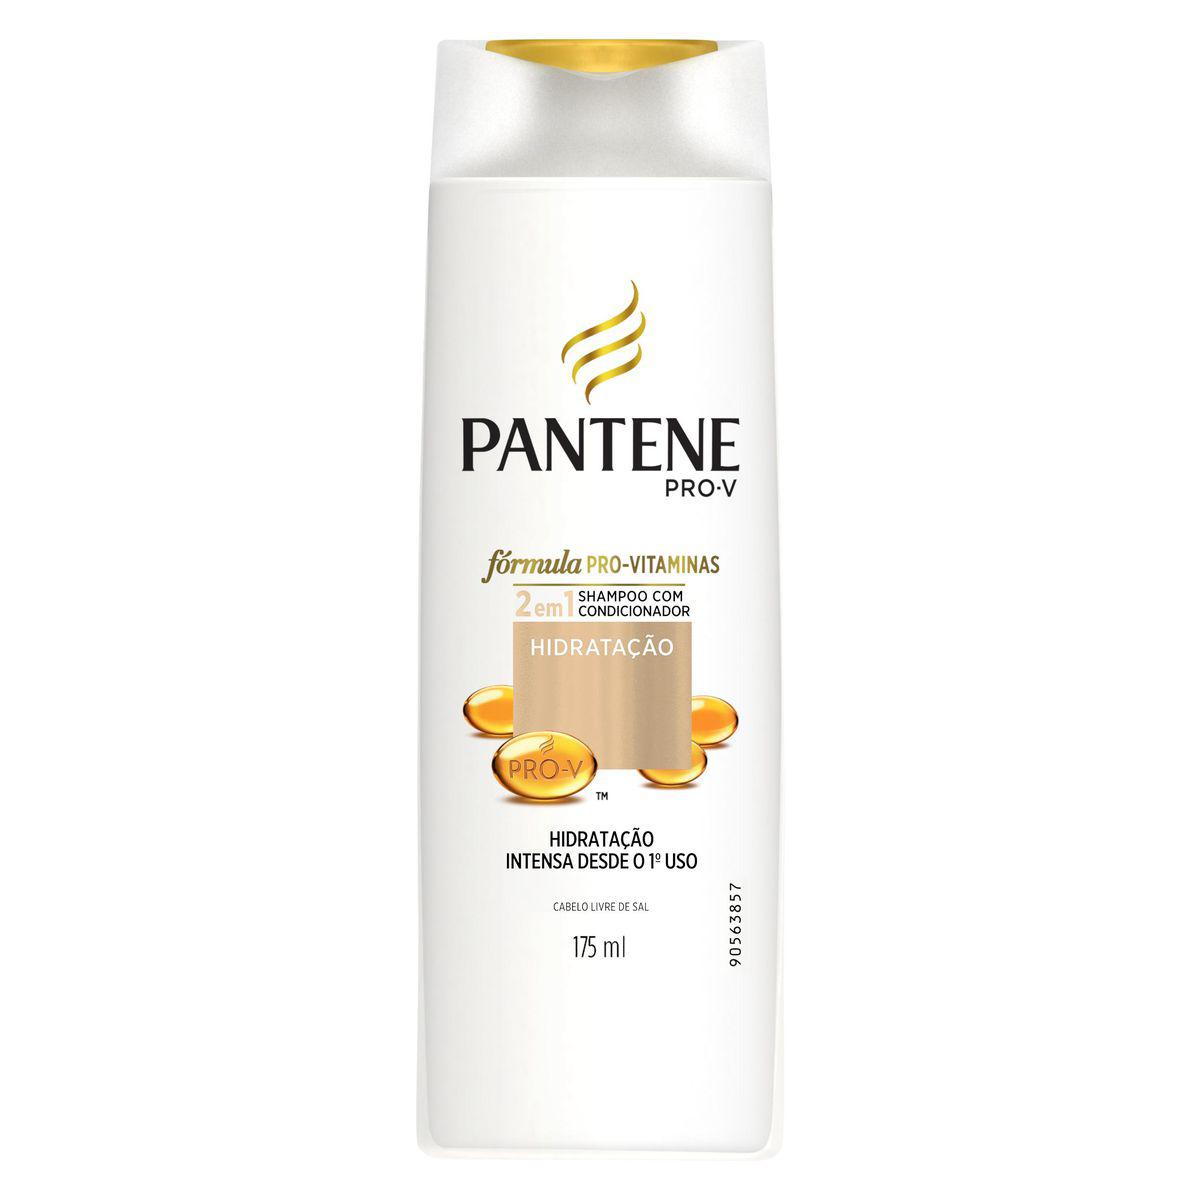 PANTENE
PRO-V
fórmula PRO-VITAMINAS
2 em 1 SHAMPOO COM
CONDICIONADOR
HIDRATAÇÃO
PRO-V
TM
HIDRATAÇÃO
INTENSA DESDE O 1º USO
CABELO LIVRE DE SAL
175 ml
90563857